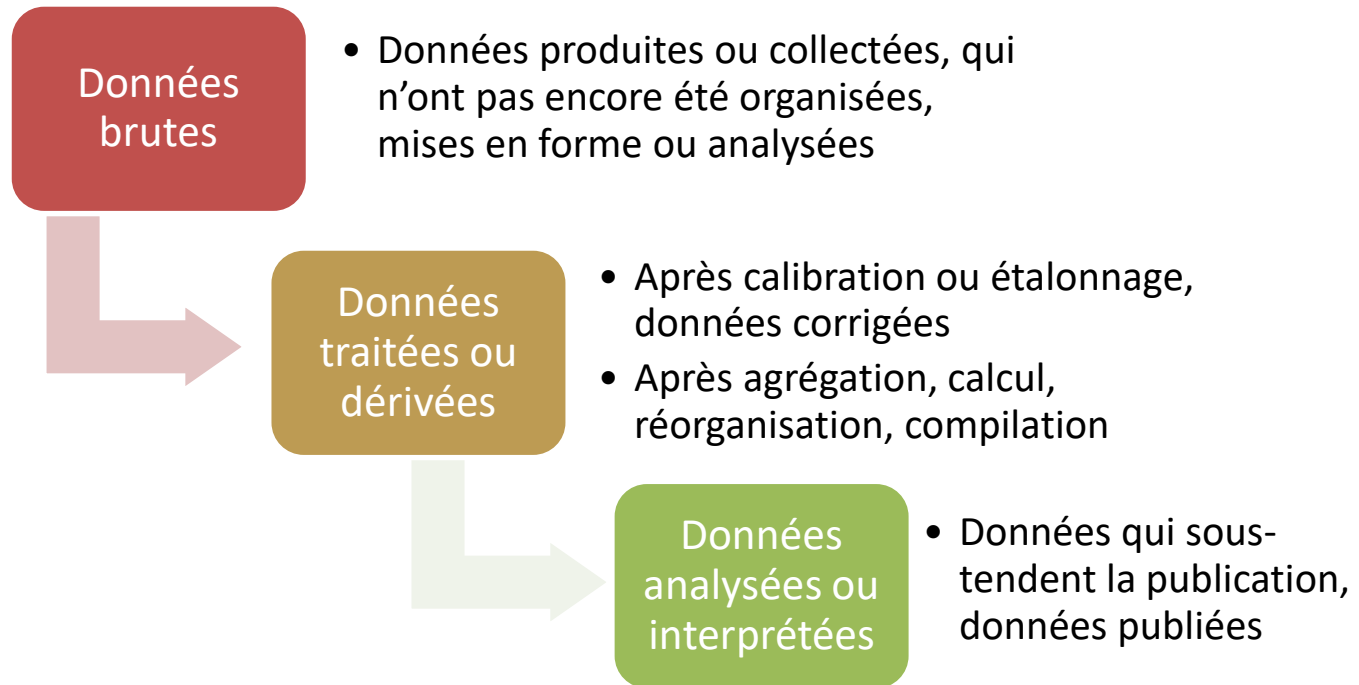 Données
brutes
• Données produites ou collectées, qui
n’ont pas encore été organisées,
mises en forme ou analysées
Données
traitées ou
dérivées
• Après calibration ou étalonnage,
données corrigées
• Après agrégation, calcul,
réorganisation, compilation
Données
analysées ou
interprétées
• Données qui sous-
tendent la publication,
données publiées